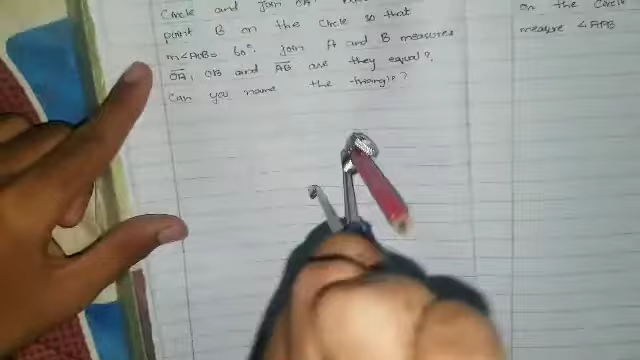 Circle and join
point B on the Circle so that
m∠AOB= 60°. Join A and B measures
OA, OB and AB are they equal?,
Can you name the triangle?
on the Circle
measure ∠APB